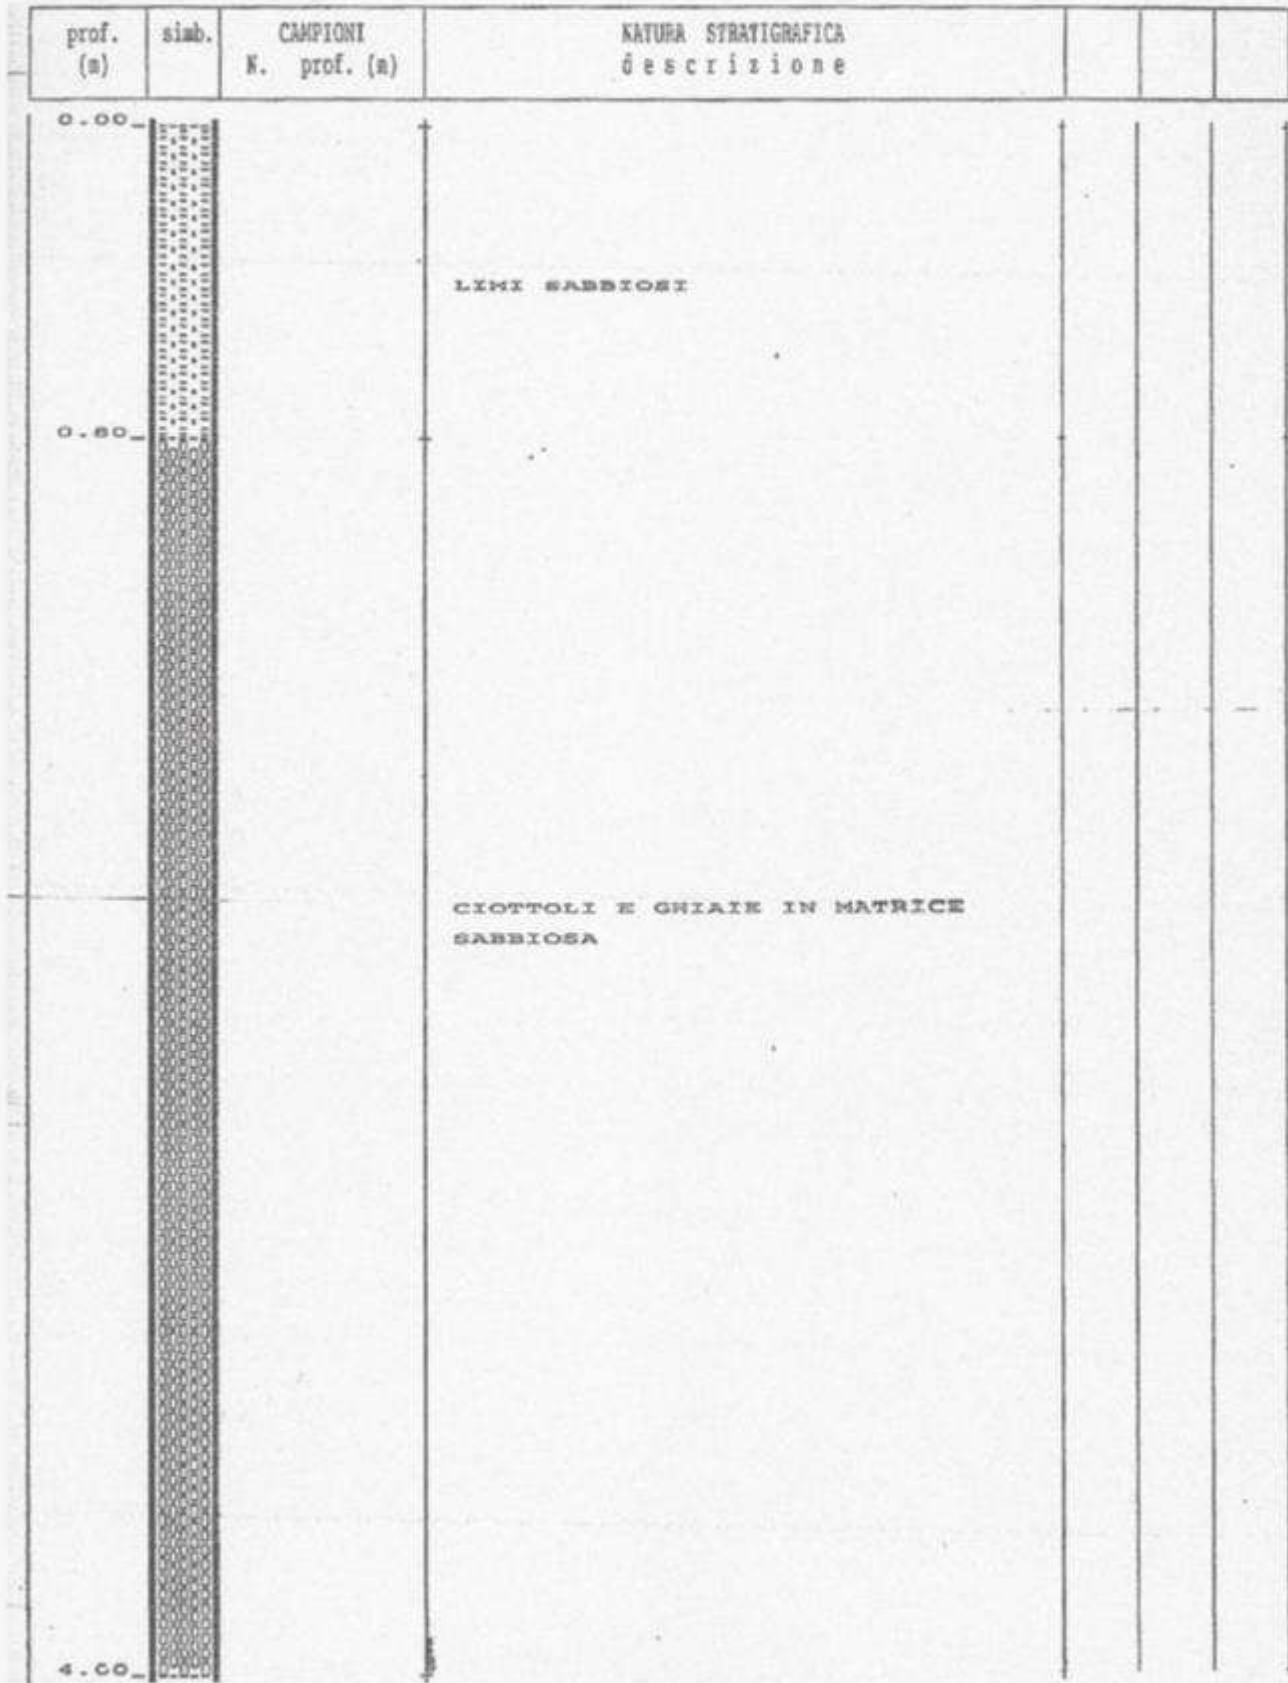 prof. simb. CAMPIONI NATURA STRATIGRAFICA
(m) N. prof. (m) descrizione
0.00
LIMI SABBIOSI
0.80
CIOTTOLI E GHIAIE IN MATRICE
SABBIOSA
4.00